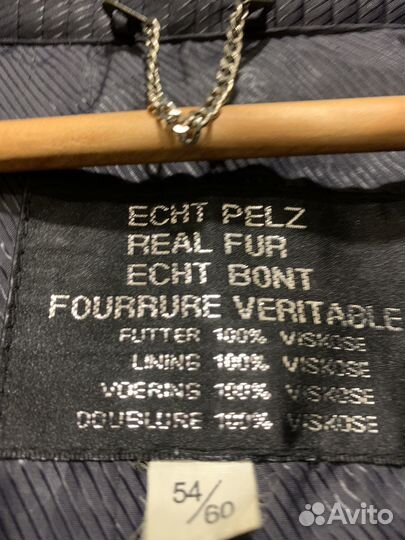 ECHT PELZ
REAL FUR
ECHT BONT
FOURRURE VERITABLE
FUTTER 100% VISKOSE
LINING 100% VISKOSE
VOERING 100% VISKOSE
DOUBLURE 100% VISKOSE
54/60
Avito